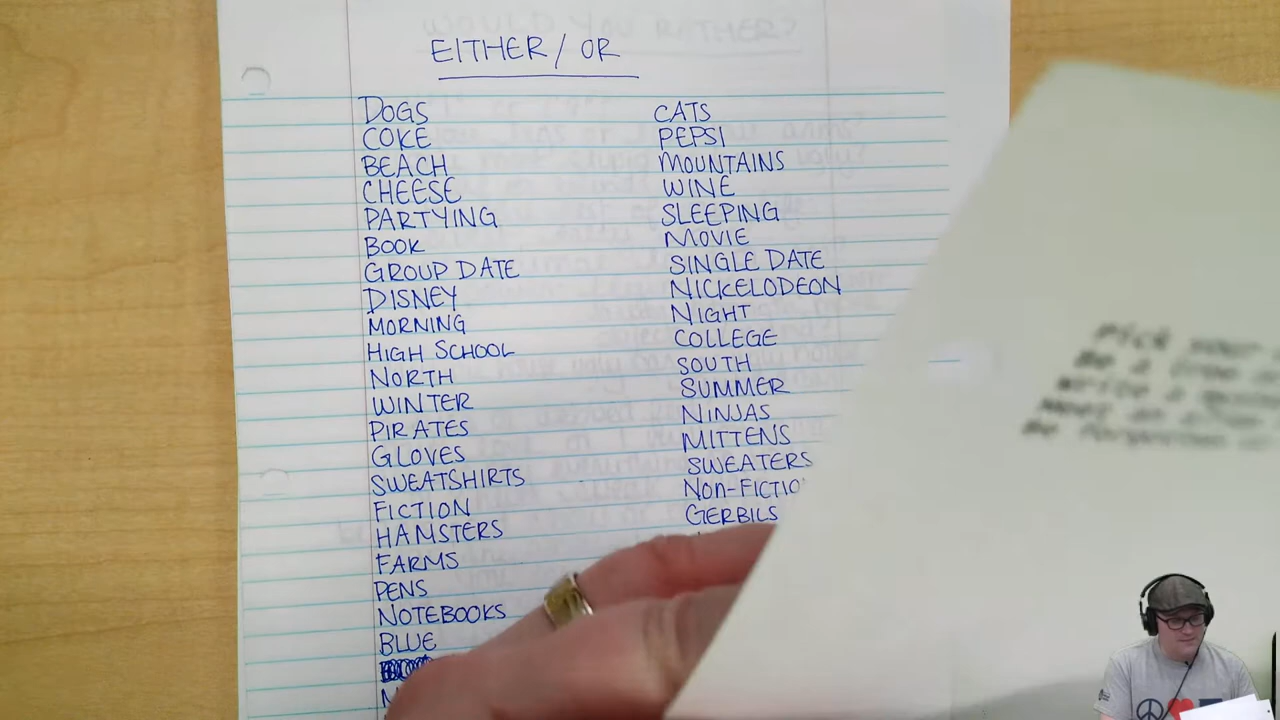 EITHER / OR
DOGS CATS
COKE PEPSI
BEACH MOUNTAINS
CHEESE WINE
PARTYING SLEEPING
BOOK MOVIE
GROUP DATE SINGLE DATE
DISNEY NICKELODEON
MORNING NIGHT
HIGH SCHOOL COLLEGE
NORTH SOUTH
WINTER SUMMER
PIRATES NINJAS
GLOVES MITTENS
SWEATSHIRTS SWEATERS
FICTION NON-FICTIO
HAMSTERS GERBILS
FARMS
PENS
NOTEBOOKS
BLUE